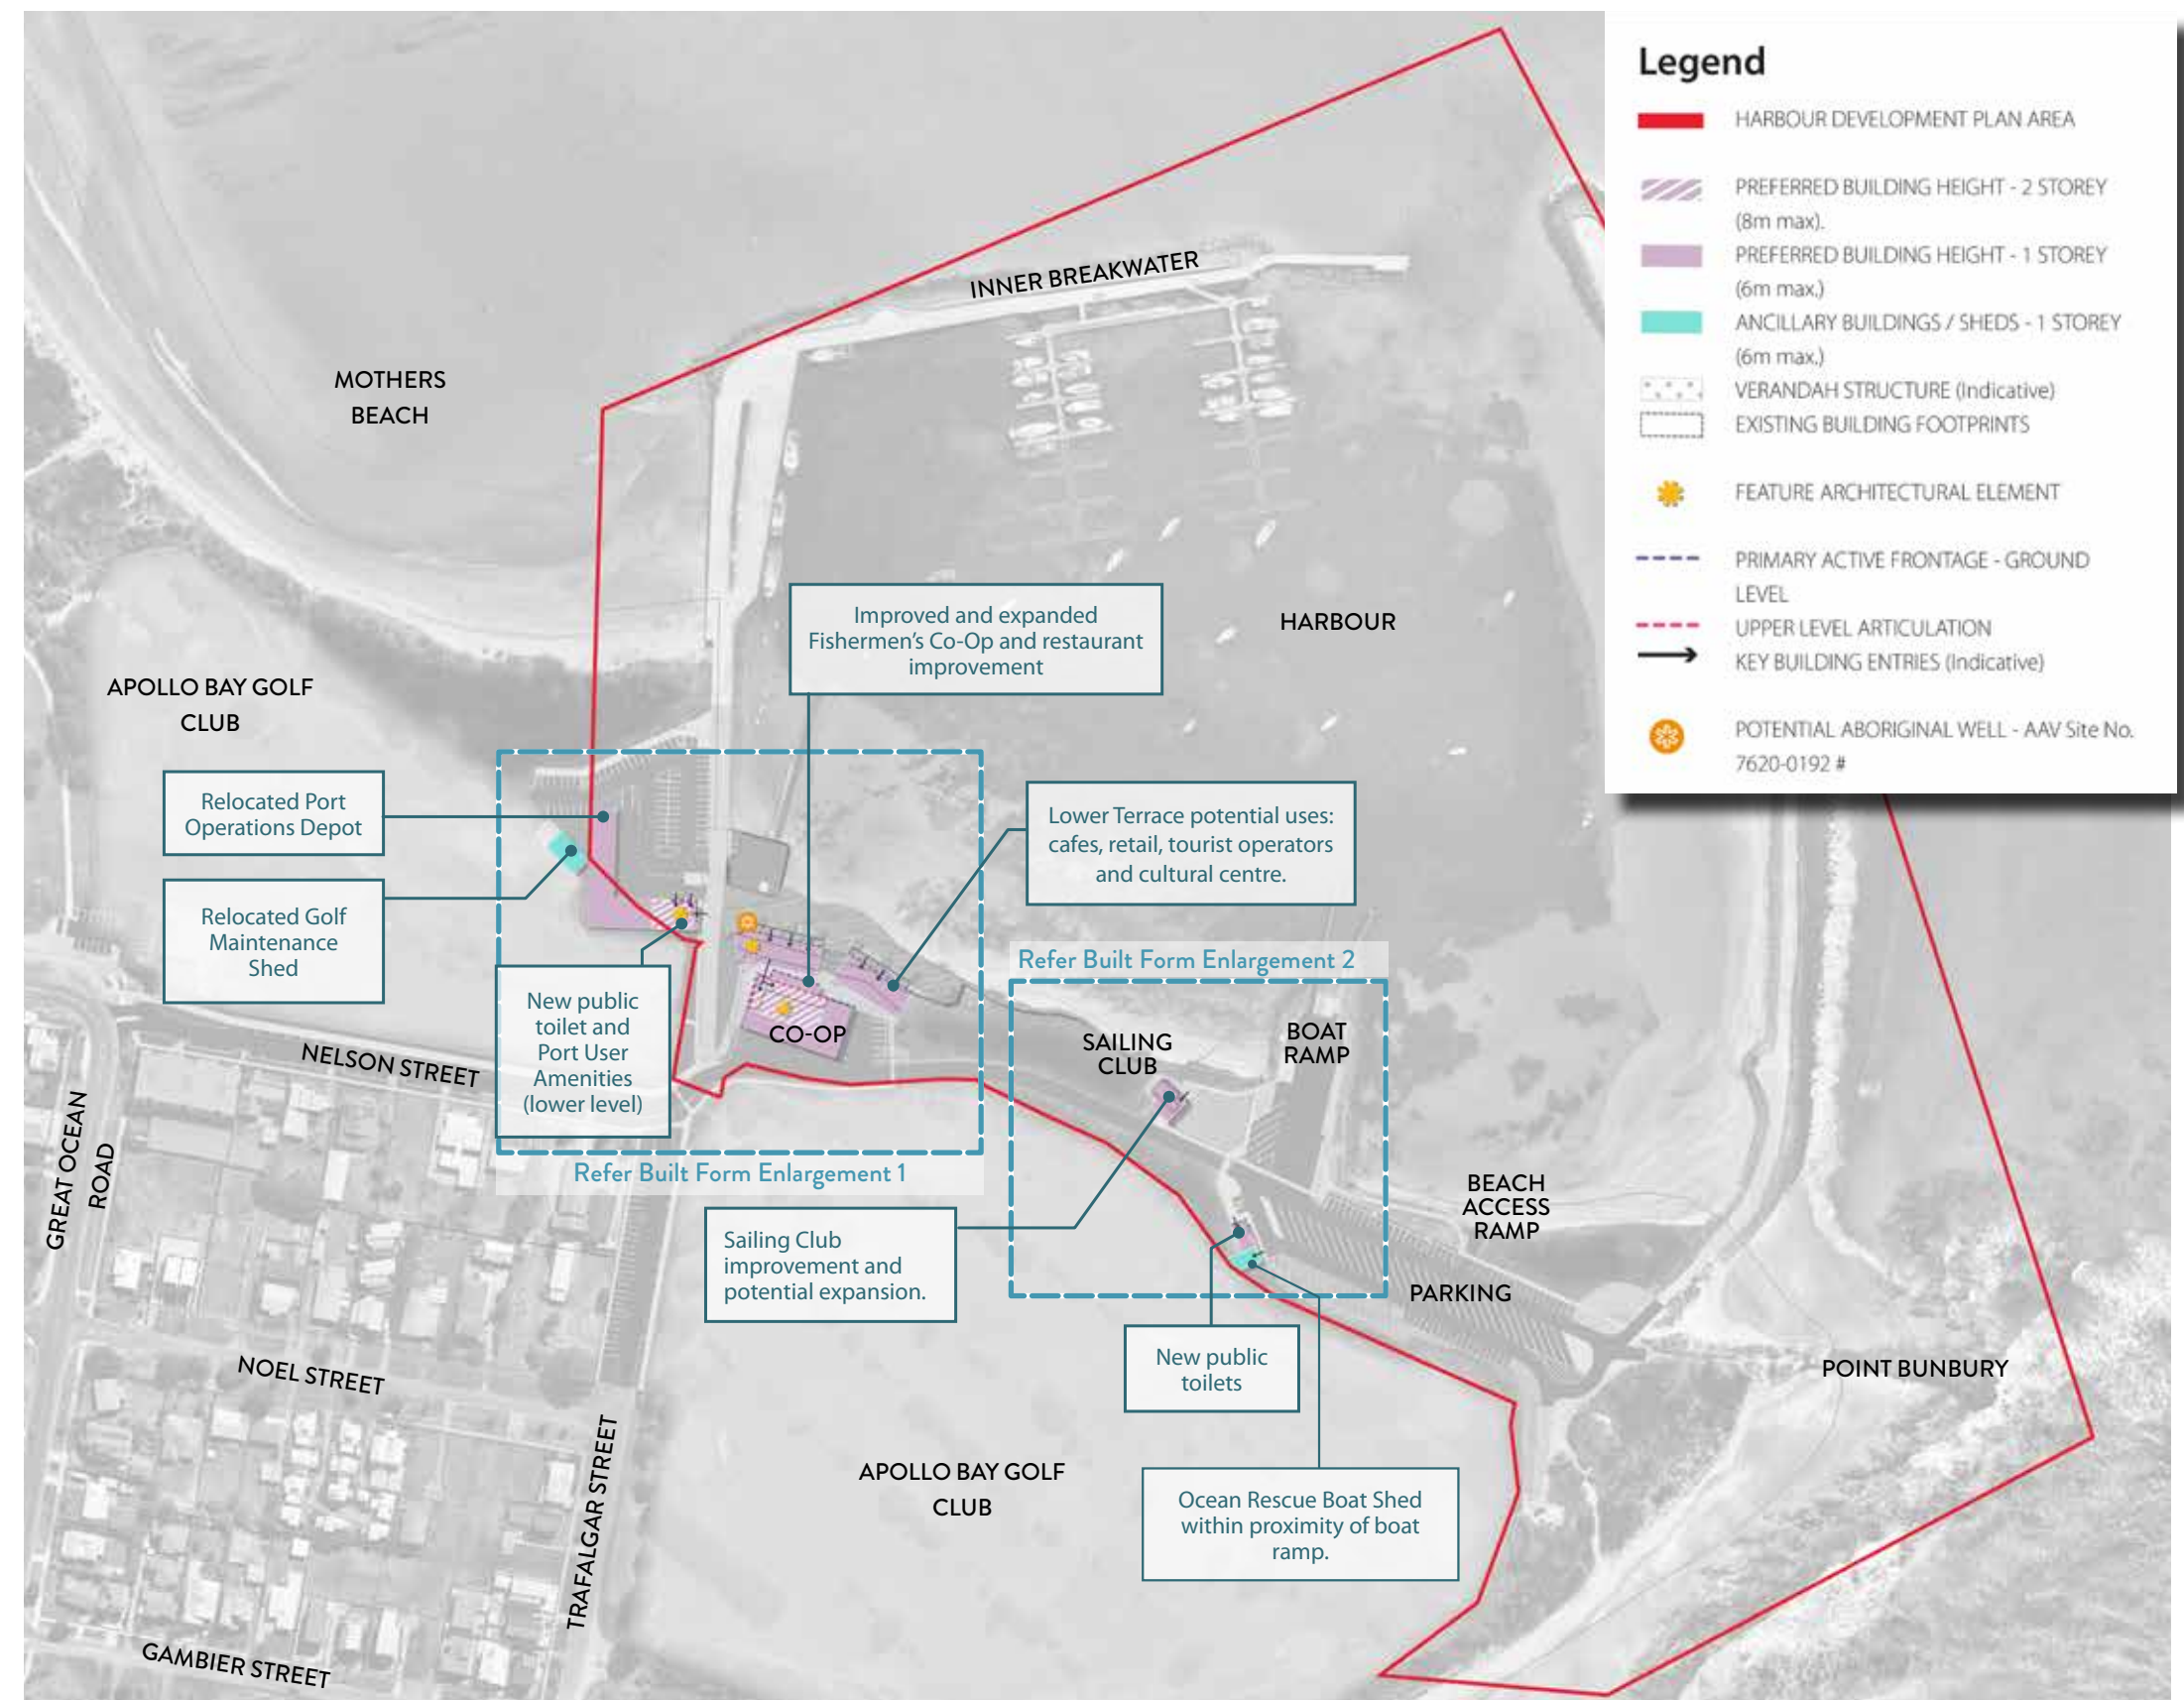 Legend
HARBOUR DEVELOPMENT PLAN AREA
PREFERRED BUILDING HEIGHT - 2 STOREY
(8m max).
PREFERRED BUILDING HEIGHT - 1 STOREY
(6m max.)
ANCILLARY BUILDINGS / SHEDS - 1 STOREY
(6m max.)
VERANDAH STRUCTURE (Indicative)
EXISTING BUILDING FOOTPRINTS
FEATURE ARCHITECTURAL ELEMENT
PRIMARY ACTIVE FRONTAGE - GROUND
LEVEL
UPPER LEVEL ARTICULATION
KEY BUILDING ENTRIES (Indicative)
POTENTIAL ABORIGINAL WELL - AAV Site No.
7620-0192 #
INNER BREAKWATER
MOTHERS
BEACH
HARBOUR
Improved and expanded
Fishermen's Co-Op and restaurant
improvement
APOLLO BAY GOLF
CLUB
Relocated Port
Operations Depot
Relocated Golf
Maintenance
Shed
Lower Terrace potential uses:
cafes, retail, tourist operators
and cultural centre.
New public
toilet and
Port User
Amenities
(lower level)
CO-OP
Refer Built Form Enlargement 1
Refer Built Form Enlargement 2
SAILING
CLUB
BOAT
RAMP
NELSON STREET
GREAT OCEAN
ROAD
Sailing Club
improvement and
potential expansion.
BEACH
ACCESS
RAMP
PARKING
New public
toilets
POINT BUNBURY
NOEL STREET
TRAFALGAR STREET
APOLLO BAY GOLF
CLUB
Ocean Rescue Boat Shed
within proximity of boat
ramp.
GAMBIER STREET